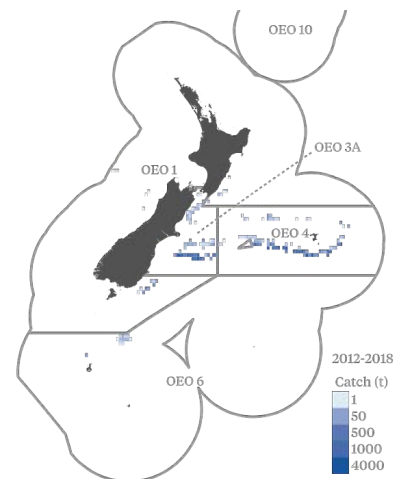 OEO 10
OEO 3A
OEO 1
OEO 4
OEO 6
2012-2018
Catch (t)
1
50
500
1000
4000